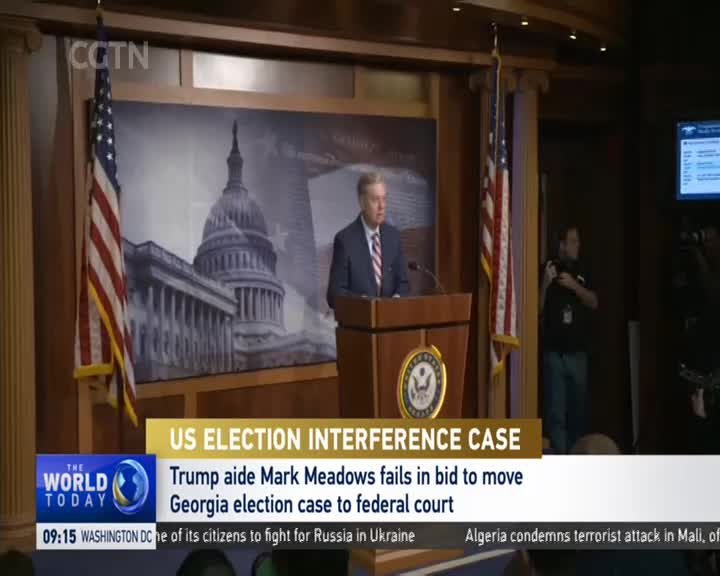 CGTN
US ELECTION INTERFERENCE CASE
Trump aide Mark Meadows fails in bid to move
Georgia election case to federal court
THE
WORLD
TODAY
09:15 WASHINGTON DC
ne of its citizens to fight for Russia in Ukraine Algeria condemns terrorist attack in Mali, of